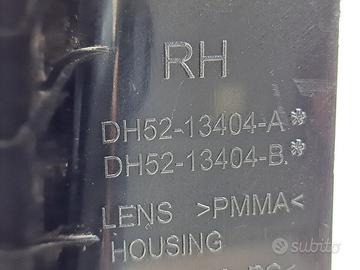 RH
DH52-13404-A*
DH52-13404-B.*
LENS >PMMA<
HOUSING
subito